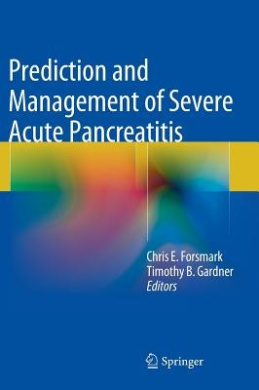 Prediction and
Management of Severe
Acute Pancreatitis
Chris E. Forsmark
Timothy B. Gardner
Editors
Springer